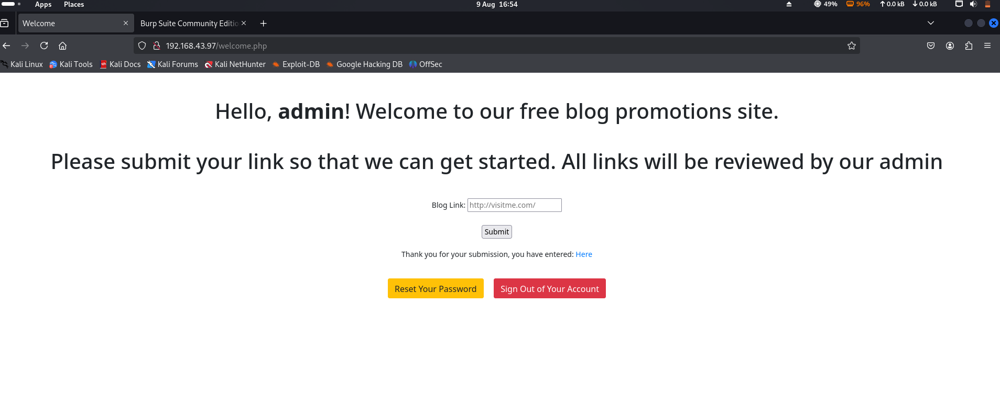 Apps Places 9 Aug 16:54 49% 96% 0.0 kB 0.0 kB
Welcome Burp Suite Community Editio
192.168.43.97/welcome.php
Kali Linux Kali Tools Kali Docs Kali Forums Kali NetHunter Exploit-DB Google Hacking DB OffSec
Hello, admin! Welcome to our free blog promotions site.
Please submit your link so that we can get started. All links will be reviewed by our admin
Blog Link: http://visitme.com/
Submit
Thank you for your submission, you have entered: Here
Reset Your Password Sign Out of Your Account